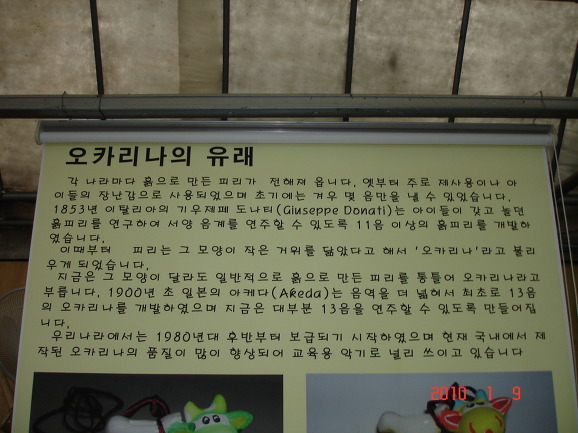 오카리나의 유래
각 나라마다 흙으로 만든 피리가 전해져 옵니다. 옛부터 주로 제사용이나 아
이들의 장난감으로 사용되었으며 초기에는 겨우 몇 음만을 낼 수 있었습니다.
1853년 이탈리아의 기우제페 도나티(Giuseppe Donati)는 아이들이 갖고 놀던
흙피리를 연구하여 서양 음계를 연주할 수 있도록 11음 이상의 흙피리를 개발하
였습니다.
이때부터 피리는 그 모양이 작은 거위를 닮았다고 해서 '오카리나'라고 불리
우게 되었습니다.
지금은 그 모양이 달라도 일반적으로 흙으로 만든 피리를 통틀어 오카리나라고
부릅니다. 1900년 초 일본의 아케다(Akeda)는 음역을 더 넓혀서 최초로 13음
의 오카리나를 개발하였으며 지금은 대부분 13음을 연주할 수 있도록 만들어집
니다.
우리나라에서는 1980년대 후반부터 보급되기 시작하였으며 현재 국내에서 제
작된 오카리나의 품질이 많이 향상되어 교육용 악기로 널리 쓰이고 있습니다
2010 1 9